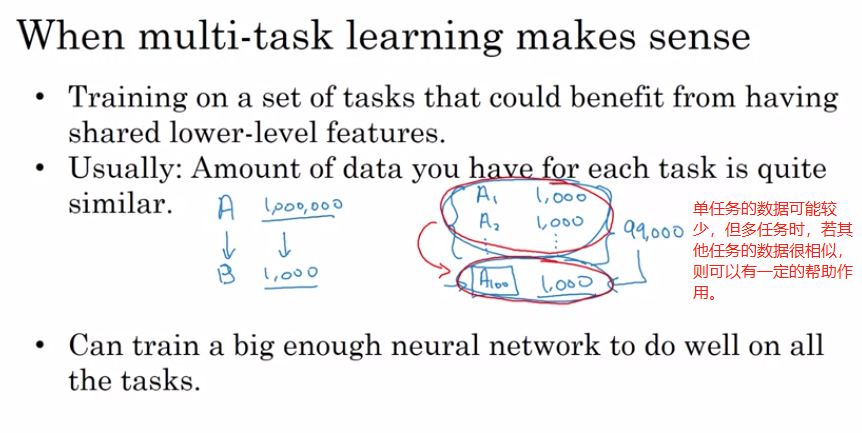 When multi-task learning makes sense
• Training on a set of tasks that could benefit from having
shared lower-level features.
• Usually: Amount of data you have for each task is quite
similar.
A 1,000,000
B 1,000
A1 1,000
A2 1,000
99,000
A100 1,000
单任务的数据可能较
少，但多任务时，若其
他任务的数据很相似，
则可以有一定的帮助作
用。
• Can train a big enough neural network to do well on all
the tasks.